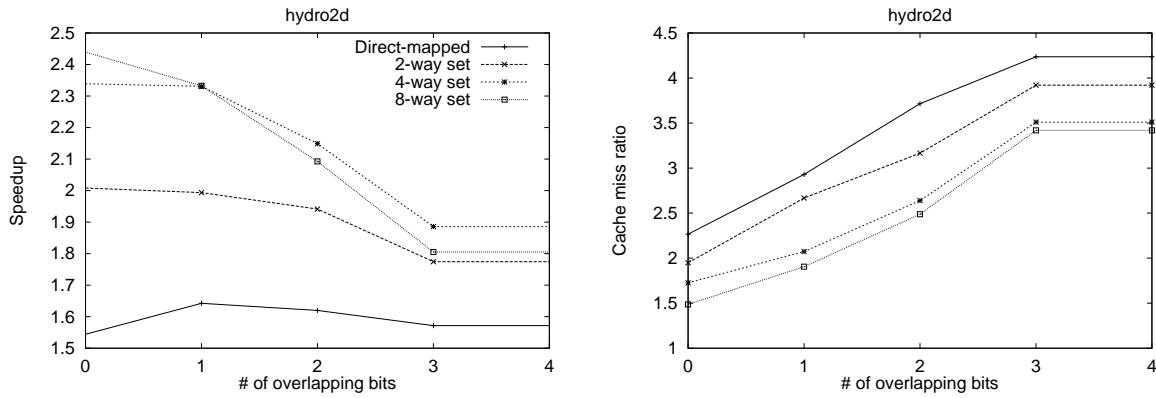 hydro2d
2.5
2.4
2.3
2.2
2.1
2
1.9
1.8
1.7
1.6
1.5
Speedup
Direct-mapped
2-way set
4-way set
8-way set
0 1 2 3 4
# of overlapping bits
hydro2d
4.5
4
3.5
3
2.5
2
1.5
1
Cache miss ratio
0 1 2 3 4
# of overlapping bits